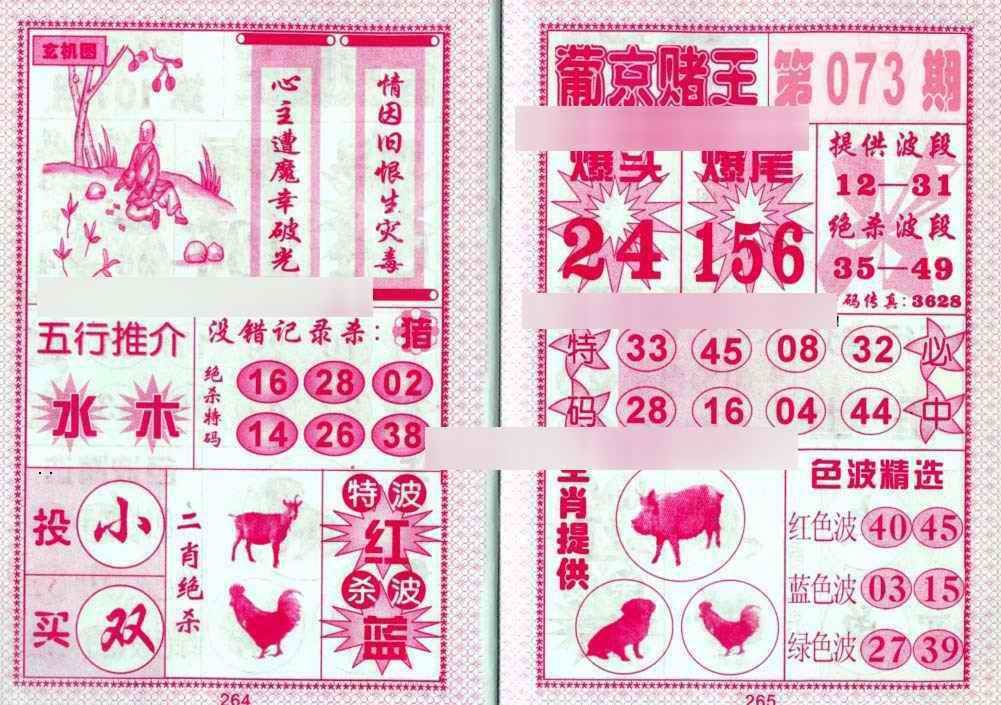 玄机图
心主遭魔幸破光
情因旧恨生灾毒
五行推介
水 木
没错记录杀：猪
绝杀特码
16 28 02
14 26 38
投 小
买 双
二肖绝杀
特波
红
杀波
蓝
264
葡京赌王
第073期
爆头
24
爆尾
156
提供波段
12—31
绝杀波段
35—49
码传真：3628
特码
33 45 08 32
28 16 04 44
必中
生肖提供
色波精选
红色波 40 45
蓝色波 03 15
绿色波 27 39
265